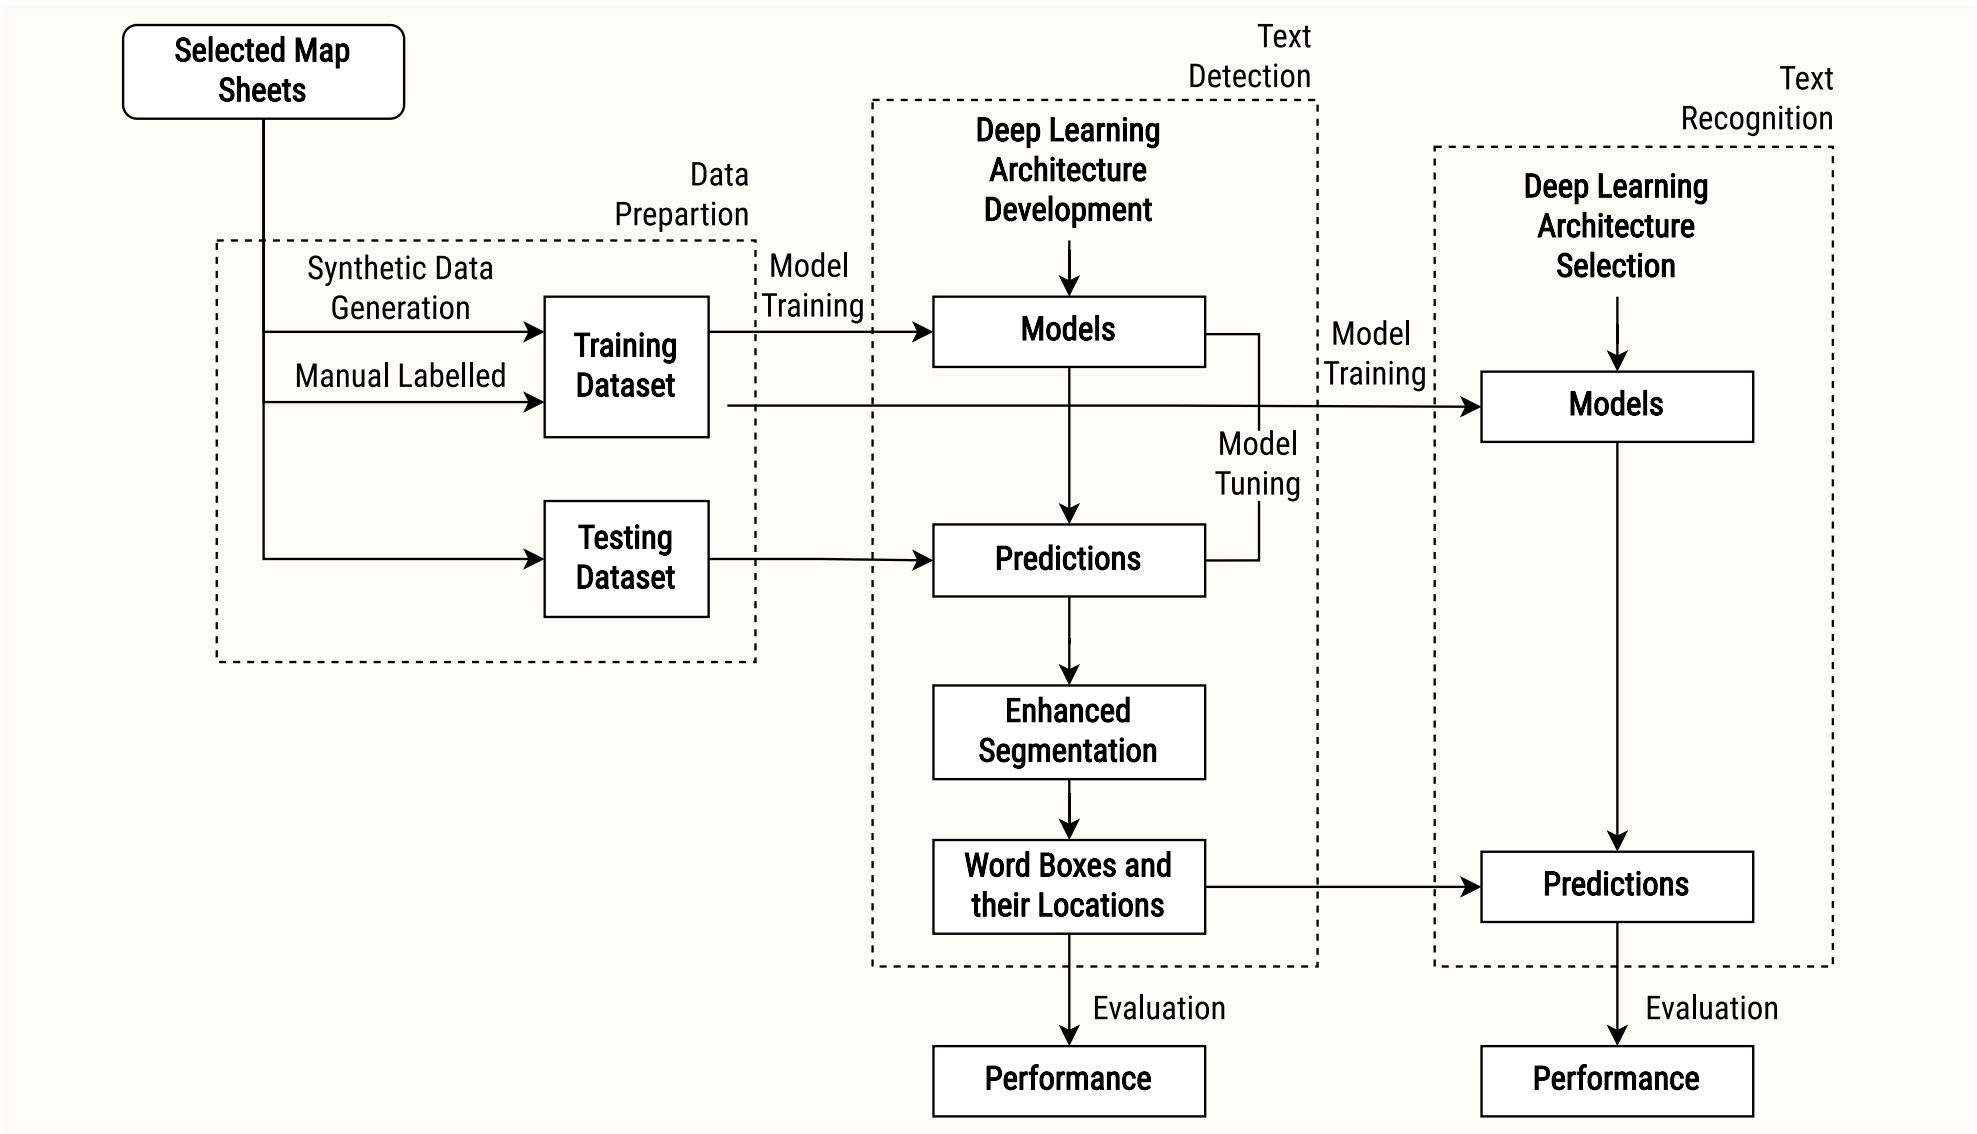 Selected Map
Sheets
Data
Prepartion
Synthetic Data
Generation
Manual Labelled
Training
Dataset
Testing
Dataset
Model
Training
Text
Detection
Deep Learning
Architecture
Development
Models
Model
Tuning
Predictions
Enhanced
Segmentation
Word Boxes and
their Locations
Evaluation
Performance
Model
Training
Text
Recognition
Deep Learning
Architecture
Selection
Models
Predictions
Evaluation
Performance